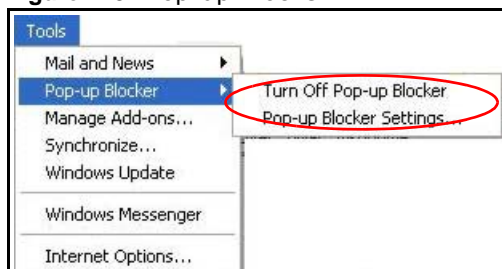 Tools
Mail and News
Pop-up Blocker
Turn Off Pop-up Blocker
Manage Add-ons...
Pop-up Blocker Settings...
Synchronize...
Windows Update
Windows Messenger
Internet Options...